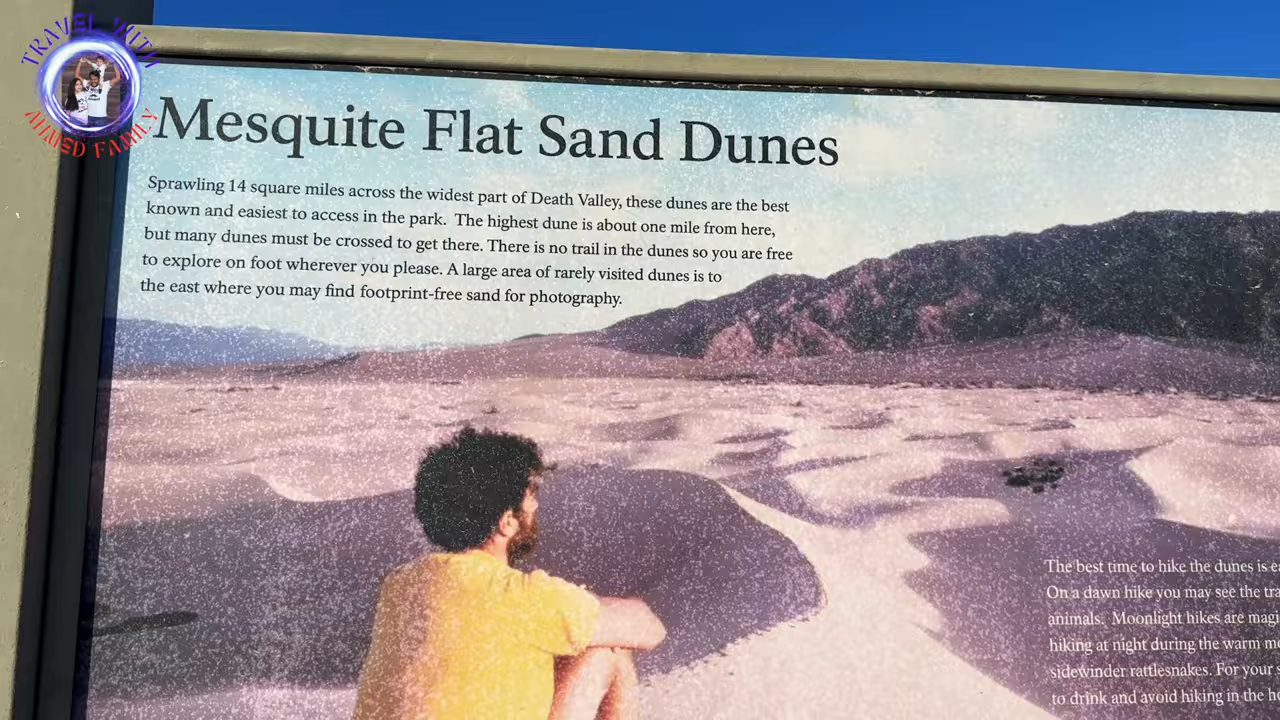 TRAVEL WITH
AHMED FAMILY
Mesquite Flat Sand Dunes
Sprawling 14 square miles across the widest part of Death Valley, these dunes are the best
known and easiest to access in the park. The highest dune is about one mile from here,
but many dunes must be crossed to get there. There is no trail in the dunes so you are free
to explore on foot wherever you please. A large area of rarely visited dunes is to
the east where you may find footprint-free sand for photography.
The best time to hike the dunes is
On a dawn hike you may see the
animals. Moonlight hikes are
hiking at night during the warm
sidewinder rattlesnakes. For your
to drink and avoid hiking in the